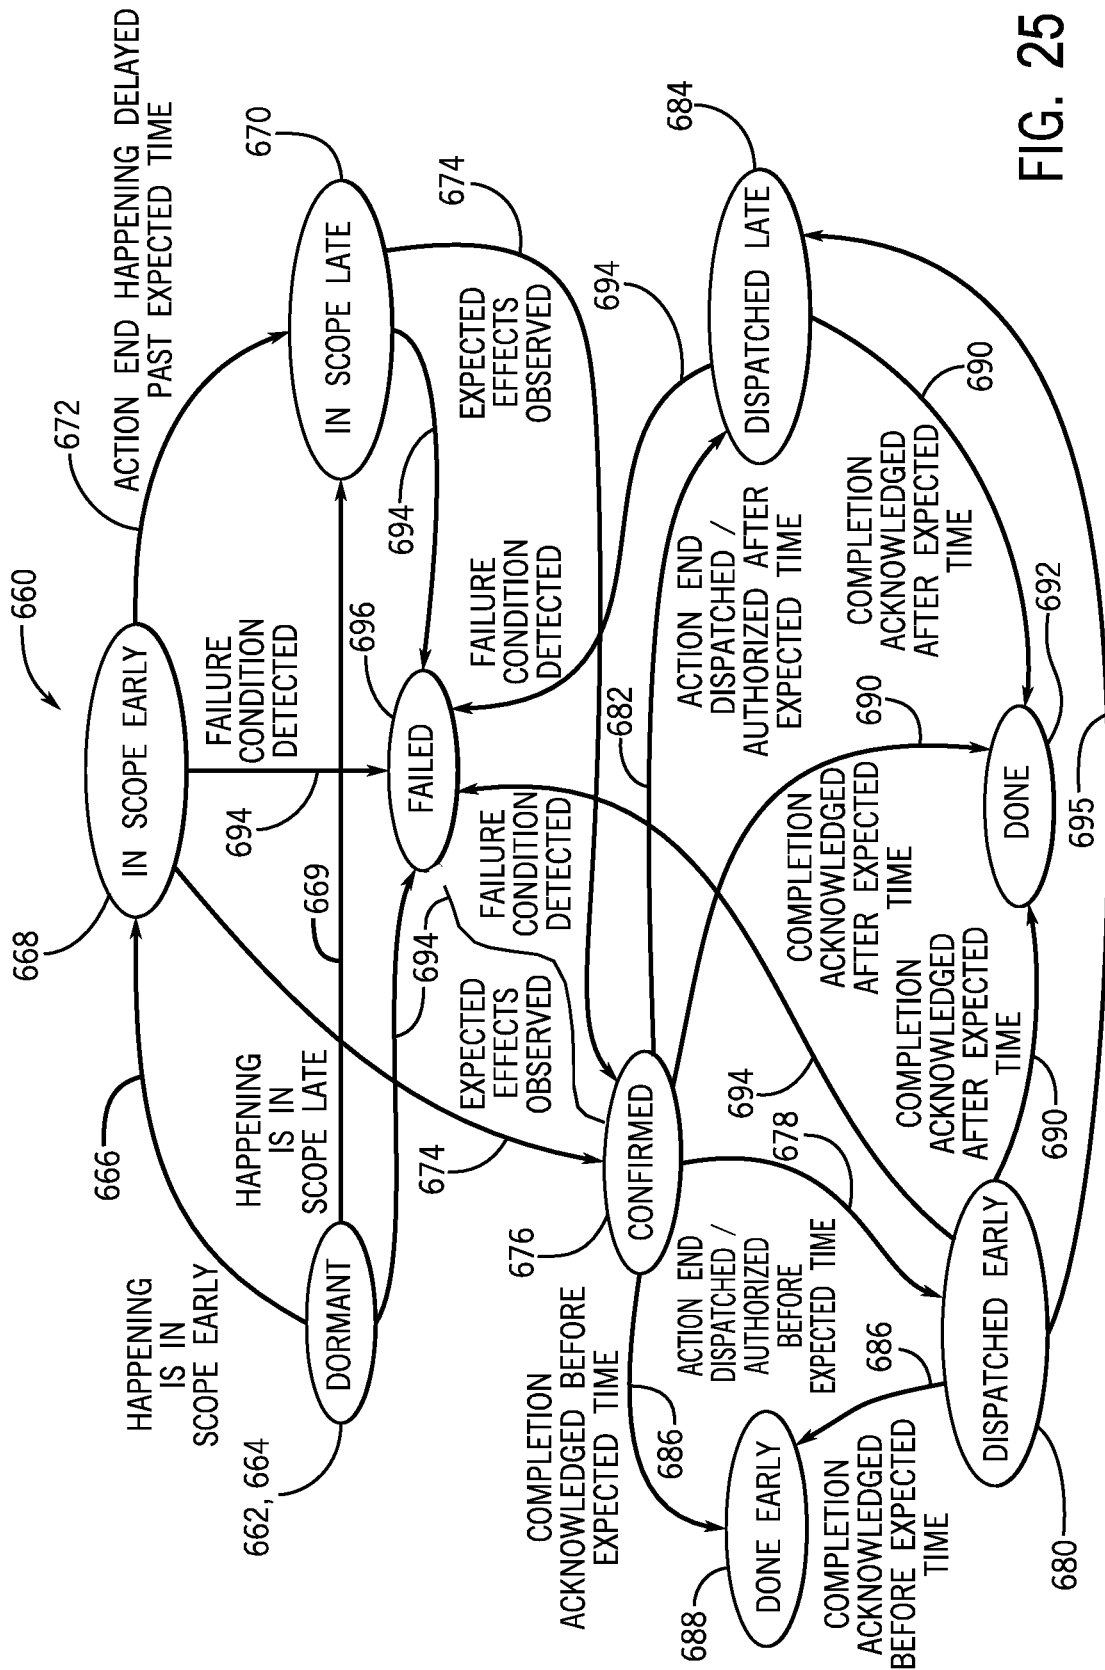 660
668
IN SCOPE EARLY
672
ACTION END HAPPENING DELAYED
PAST EXPECTED TIME
666
HAPPENING
IS IN
SCOPE EARLY
694
FAILURE
CONDITION
DETECTED
670
IN SCOPE LATE
669
HAPPENING
IS IN
SCOPE LATE
662, 664
DORMANT
694
696
FAILED
694
674
EXPECTED
EFFECTS
OBSERVED
674
EXPECTED
EFFECTS
OBSERVED
FAILURE
CONDITION
DETECTED
FAILURE
CONDITION
DETECTED
694
676
CONFIRMED
682
COMPLETION
ACKNOWLEDGED BEFORE
EXPECTED TIME
686
ACTION END
DISPATCHED /
AUTHORIZED
BEFORE
EXPECTED TIME
678
694
ACTION END
DISPATCHED /
AUTHORIZED AFTER
EXPECTED TIME
684
DISPATCHED LATE
688
DONE EARLY
686
COMPLETION
ACKNOWLEDGED
BEFORE EXPECTED
TIME
COMPLETION
ACKNOWLEDGED
AFTER EXPECTED
TIME
690
COMPLETION
ACKNOWLEDGED
AFTER EXPECTED
TIME
690
COMPLETION
ACKNOWLEDGED
AFTER EXPECTED
TIME
690
680
DISPATCHED EARLY
DONE
692
695
FIG. 25